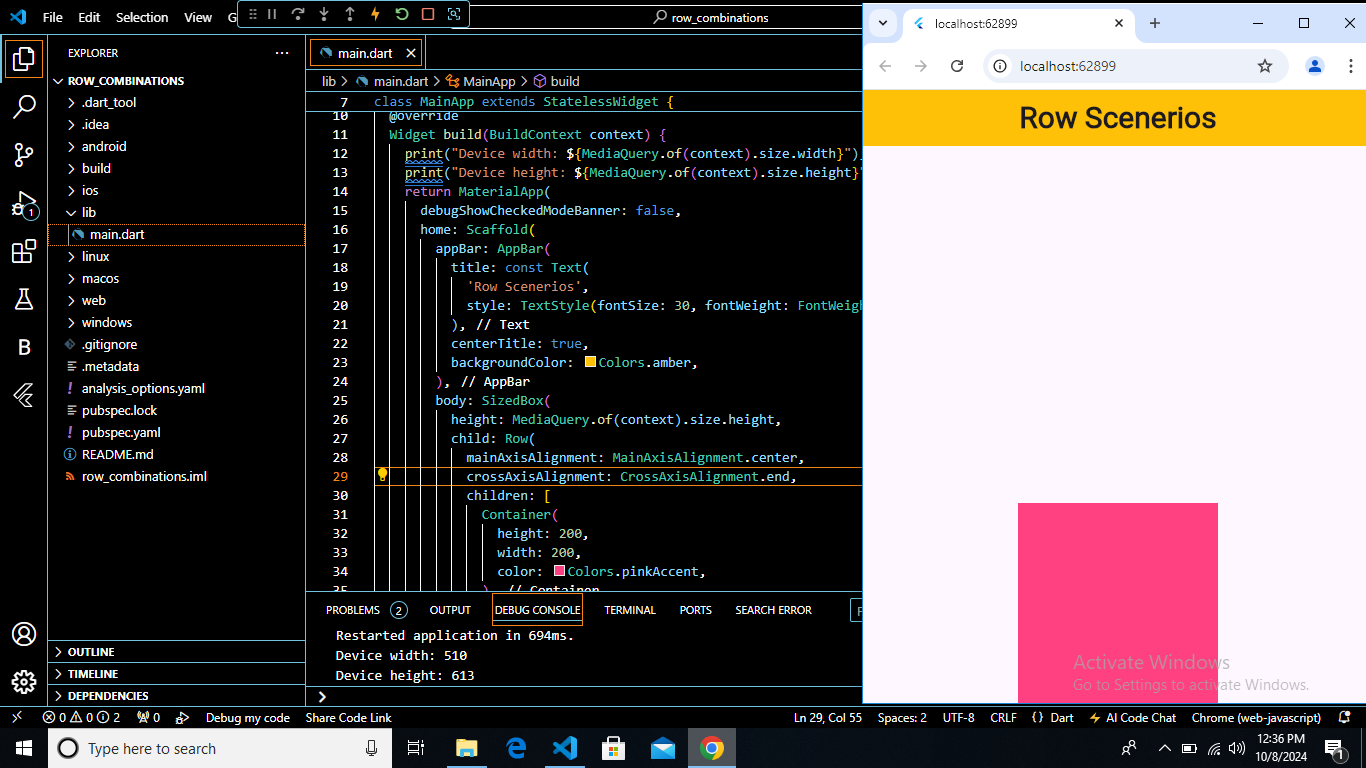 File Edit Selection View G
row_combinations
EXPLORER
ROW_COMBINATIONS
.dart_tool
.idea
android
build
ios
lib
main.dart
linux
macos
web
windows
.gitignore
.metadata
analysis_options.yaml
pubspec.lock
pubspec.yaml
README.md
row_combinations.iml
OUTLINE
TIMELINE
DEPENDENCIES
1
B
main.dart
lib > main.dart > MainApp > build
7 class MainApp extends StatelessWidget {
10 @override
11 Widget build(BuildContext context) {
12 print("Device width: ${MediaQuery.of(context).size.width}");
13 print("Device height: ${MediaQuery.of(context).size.height}"
14 return MaterialApp(
15 debugShowCheckedModeBanner: false,
16 home: Scaffold(
17 appBar: AppBar(
18 title: const Text(
19 'Row Scenerios',
20 style: TextStyle(fontSize: 30, fontWeight: FontWeigh
21 ), // Text
22 centerTitle: true,
23 backgroundColor: Colors.amber,
24 ), // AppBar
25 body: SizedBox(
26 height: MediaQuery.of(context).size.height,
27 child: Row(
28 mainAxisAlignment: MainAxisAlignment.center,
29 crossAxisAlignment: CrossAxisAlignment.end,
30 children: [
31 Container(
32 height: 200,
33 width: 200,
34 color: Colors.pinkAccent,
35 ), // Container
PROBLEMS 2 OUTPUT DEBUG CONSOLE TERMINAL PORTS SEARCH ERROR
Restarted application in 694ms.
Device width: 510
Device height: 613
localhost:62899
localhost:62899
Row Scenerios
Activate Windows
Go to Settings to activate Windows.
0 0 2 0 Debug my code Share Code Link Ln 29, Col 55 Spaces: 2 UTF-8 CRLF {} Dart AI Code Chat Chrome (web-javascript)
Type here to search
12:36 PM
10/8/2024
1